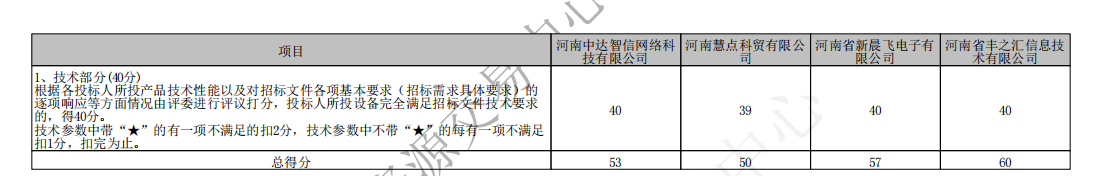 项目
河南中达智信网络科
技有限公司
河南慧点科贸有限公
司
河南省新晨飞电子有
限公司
河南省丰之汇信息技
术有限公司
1、技术部分(40分)
根据各投标人所投产品技术性能以及对招标文件各项基本要求（招标需求具体要求）的
逐项响应等方面情况由评委进行评议打分，投标人所投设备完全满足招标文件技术要求
的，得40分。
技术参数中带“★”的有一项不满足的扣2分，技术参数中不带“★”的每有一项不满足
扣1分，扣完为止。
40
39
40
40
总得分
53
50
57
60
源交易中心
中心